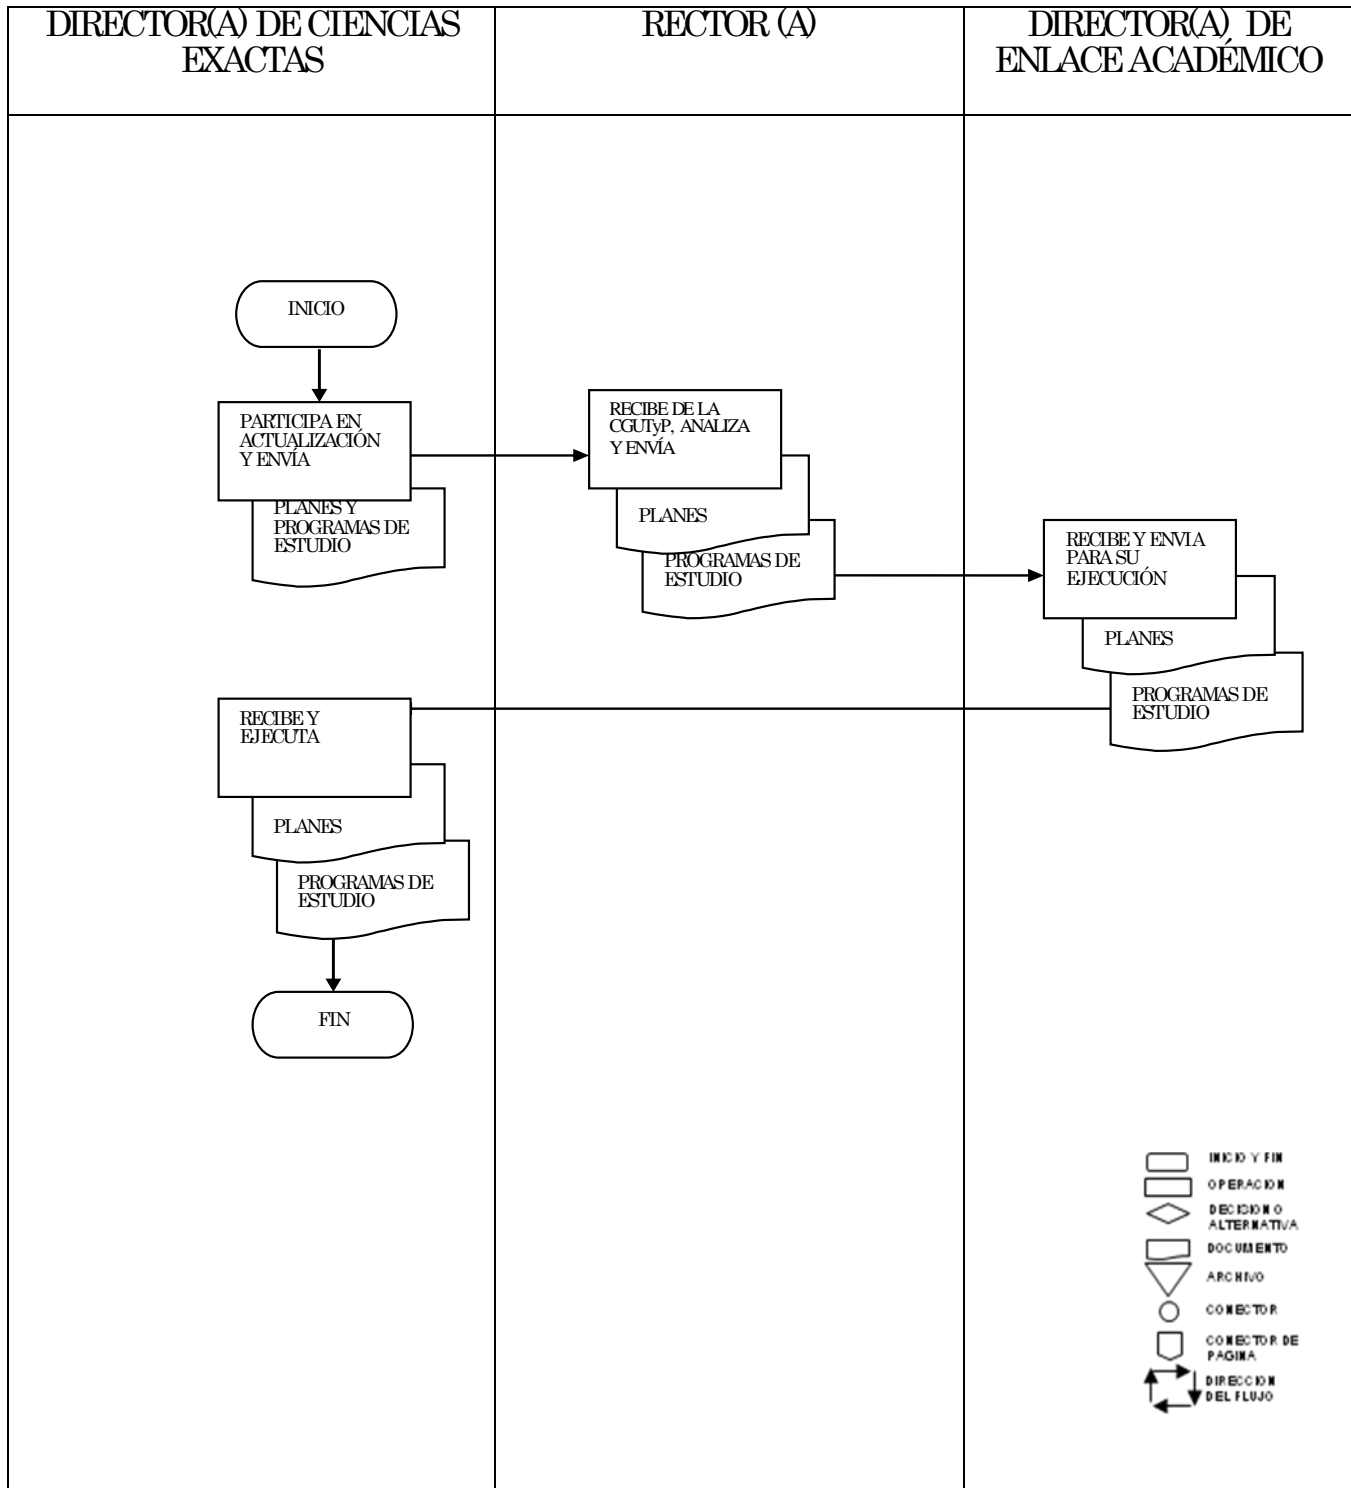 DIRECTOR(A) DE CIENCIAS
EXACTAS
RECTOR (A)
DIRECTOR(A) DE
ENLACE ACADÉMICO
INICIO
PARTICIPA EN
ACTUALIZACIÓN
Y ENVÍA
PLANES Y
PROGRAMAS DE
ESTUDIO
RECIBE DE LA
CGUTyP, ANALIZA
Y ENVÍA
PLANES
PROGRAMAS DE
ESTUDIO
RECIBE Y ENVIA
PARA SU
EJECUCIÓN
PLANES
PROGRAMAS DE
ESTUDIO
RECIBE Y
EJECUTA
PLANES
PROGRAMAS DE
ESTUDIO
FIN
INICIO Y FIN
OPERACION
DECISION O
ALTERNATIVA
DOCUMENTO
ARCHIVO
CONECTOR
CONECTOR DE
PAGINA
DIRECCION
DEL FLUJO